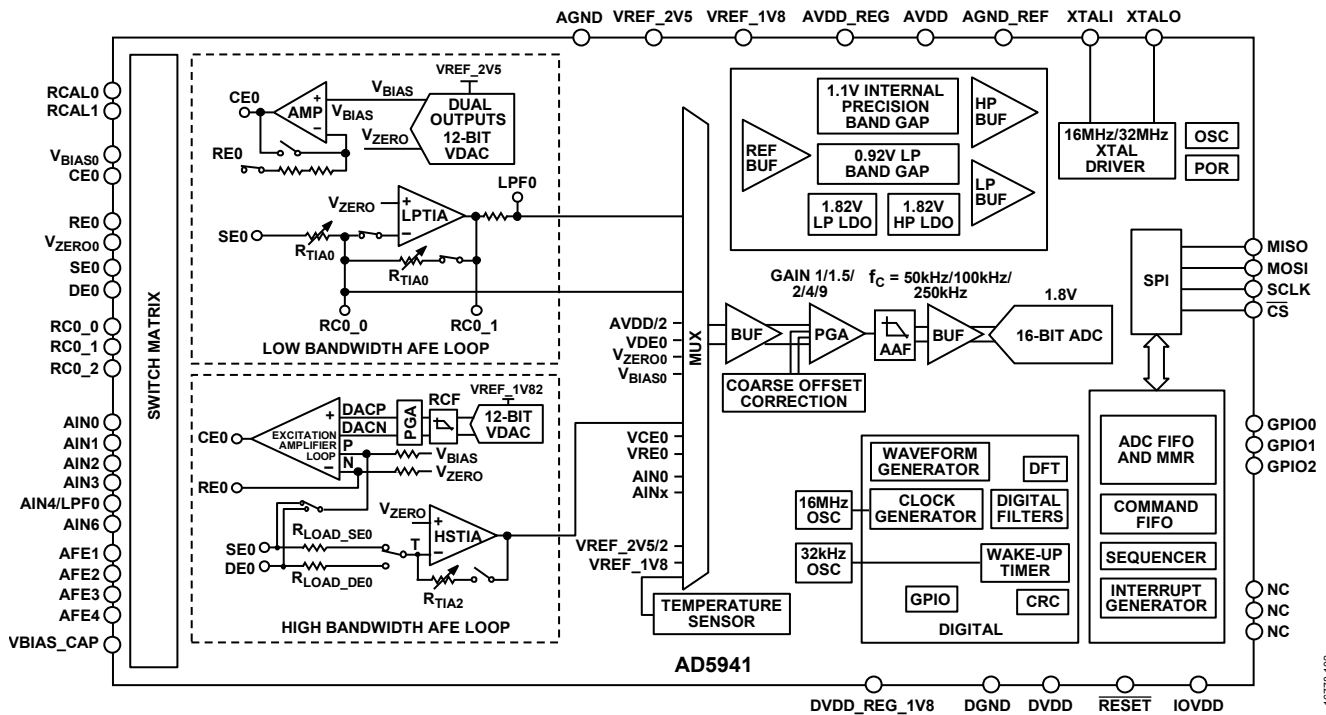 AGND VREF_2V5 VREF_1V8 AVDD_REG AVDD AGND_REF XTALI XTALO
RCAL0
RCAL1
VBIAS0
CE0
RE0
VZERO0
SE0
DE0
RC0_0
RC0_1
RC0_2
AIN0
AIN1
AIN2
AIN3
AIN4/LPF0
AIN6
AFE1
AFE2
AFE3
AFE4
VBIAS_CAP
SWITCH MATRIX
VREF_2V5
CE0
AMP
+
−
VBIAS
VBIAS
VZERO
DUAL
OUTPUTS
12-BIT
VDAC
RE0
LPF0
VZERO
+
−
LPTIA
SE0
RTIA0
RTIA0
RC0_0 RC0_1
LOW BANDWIDTH AFE LOOP
VREF_1V82
CE0
EXCITATION
AMPLIFIER
LOOP
+
−
DACP
DACN
P
N
PGA
RCF
12-BIT
VDAC
VBIAS
VZERO
RE0
VZERO
+
−
HSTIA
T
SE0
DE0
RLOAD_SE0
RLOAD_DE0
RTIA2
HIGH BANDWIDTH AFE LOOP
MUX
AVDD/2
VDE0
VZERO0
VBIAS0
VCE0
VRE0
AIN0
AINx
VREF_2V5/2
VREF_1V8
TEMPERATURE
SENSOR
REF
BUF
1.1V INTERNAL
PRECISION
BAND GAP
0.92V LP
BAND GAP
1.82V
LP LDO
1.82V
HP LDO
HP
BUF
LP
BUF
16MHz/32MHz
XTAL
DRIVER
OSC
POR
GAIN 1/1.5/
2/4/9
fC = 50kHz/100kHz/
250kHz
1.8V
BUF
PGA
AAF
BUF
16-BIT ADC
COARSE OFFSET
CORRECTION
SPI
MISO
MOSI
SCLK
CS
GPIO0
GPIO1
GPIO2
NC
NC
NC
ADC FIFO
AND MMR
COMMAND
FIFO
SEQUENCER
INTERRUPT
GENERATOR
WAVEFORM
GENERATOR
DFT
16MHz
OSC
CLOCK
GENERATOR
DIGITAL
FILTERS
32kHz
OSC
WAKE-UP
TIMER
GPIO
CRC
DIGITAL
AD5941
DVDD_REG_1V8 DGND DVDD RESET IOVDD